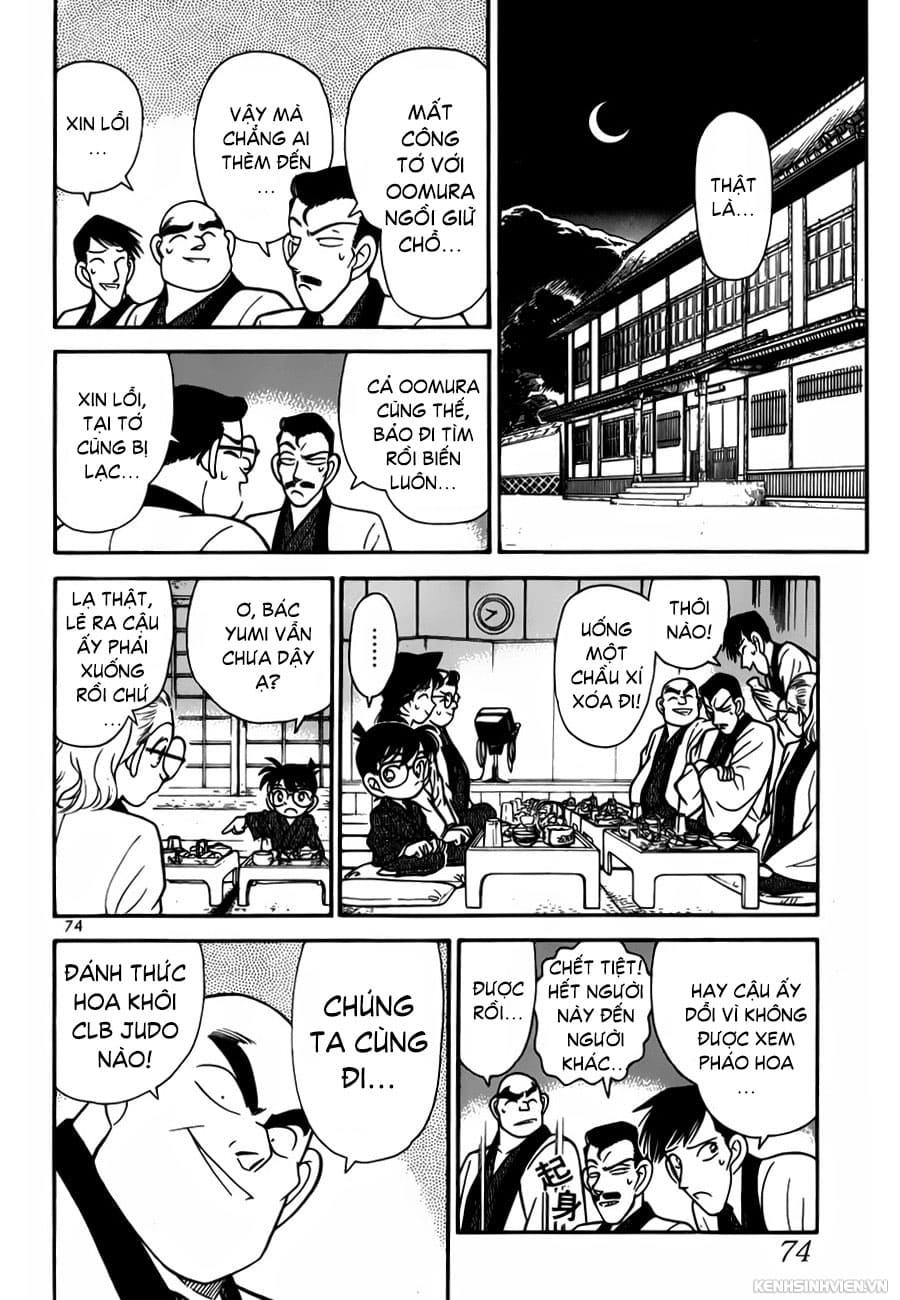 THẬT
LÀ...
MẤT
CÔNG
TỚ VỚI
OOMURA
NGỒI GIỮ
CHỖ...
VẬY MÀ
CHẲNG AI
THÈM ĐẾN
...
XIN LỖI
...
CẢ OOMURA
CŨNG THẾ,
BẢO ĐI TÌM
RỒI BIẾN
LUÔN...
XIN LỖI,
TẠI TỚ
CŨNG BỊ
LẠC...
THÔI
NÀO!
UỐNG
MỘT
CHẦU XÍ
XÓA ĐI!
......
Ơ, BÁC
YUMI VẪN
CHƯA DẬY
Ạ?
LẠ THẬT,
LẼ RA CẬU
ẤY PHẢI
XUỐNG
RỒI CHỨ
...
74
HAY CẬU ẤY
DỖI VÌ KHÔNG
ĐƯỢC XEM
PHÁO HOA
...
CHẾT TIỆT!
HẾT NGƯỜI
NÀY ĐẾN
NGƯỜI
KHÁC..
ĐƯỢC
RỒI...
起身
CHÚNG
TA CÙNG
ĐI...
ĐÁNH THỨC
HOA KHÔI
CLB JUDO
NÀO!
74
KENHSINHVIEN.VN